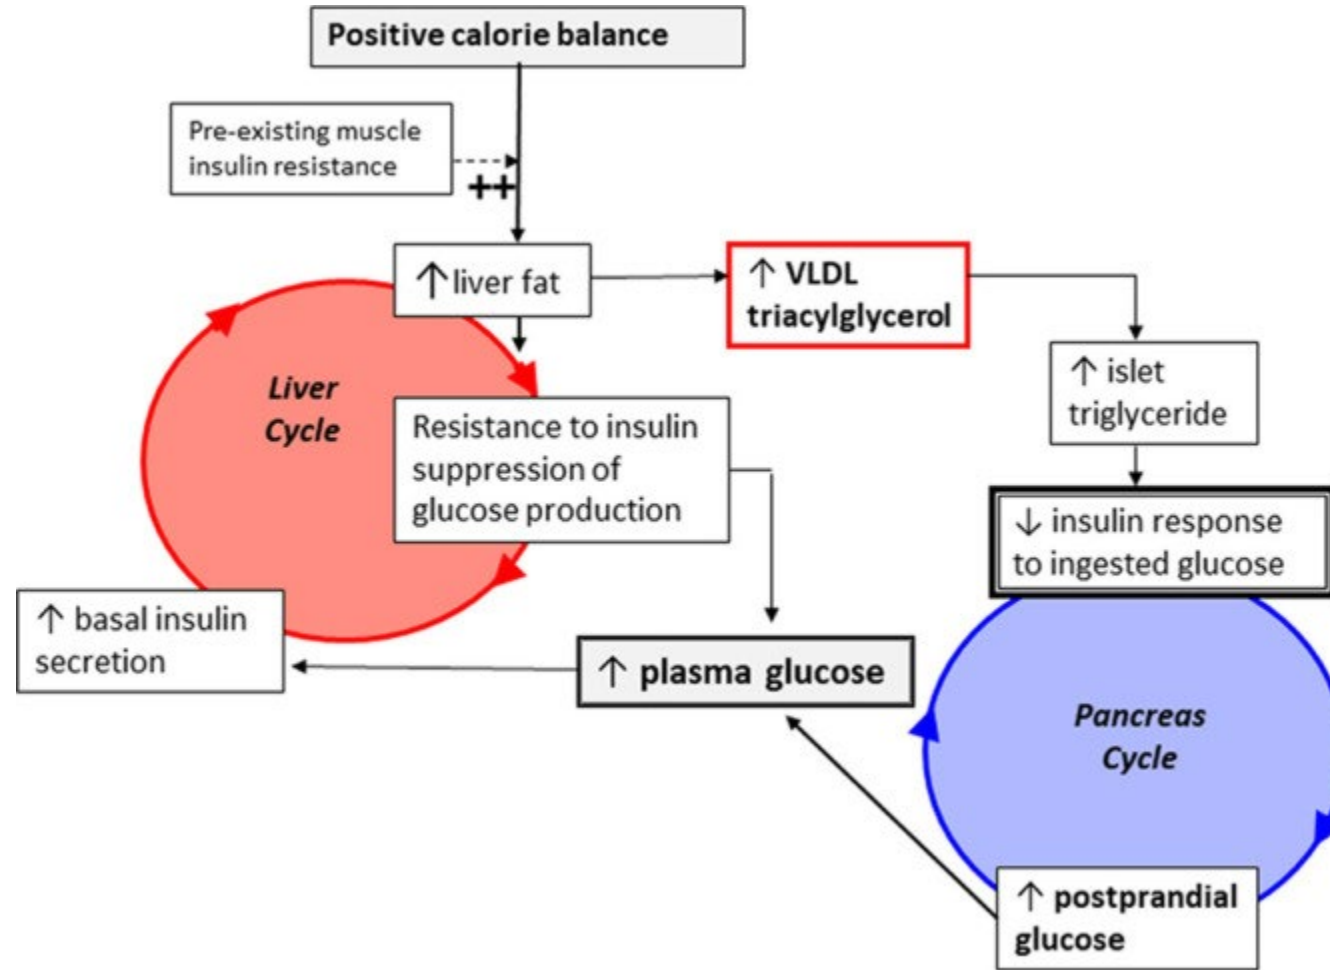 Positive calorie balance
Pre-existing muscle
insulin resistance
++
↑ liver fat
↑ VLDL
triacylglycerol
Liver
Cycle
↑ islet
triglyceride
Resistance to insulin
suppression of
glucose production
↓ insulin response
to ingested glucose
↑ basal insulin
secretion
↑ plasma glucose
Pancreas
Cycle
↑ postprandial
glucose